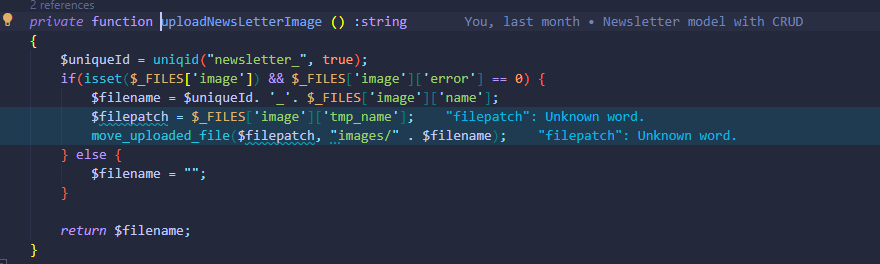 2 references
private function uploadNewsLetterImage () :string You, last month • Newsletter model with CRUD
{
$uniqueId = uniqid("newsletter_", true);
if(isset($_FILES['image']) && $_FILES['image']['error'] == 0) {
$filename = $uniqueId. '_'. $_FILES['image']['name'];
$filepatch = $_FILES['image']['tmp_name']; "filepatch": Unknown word.
move_uploaded_file($filepatch, "images/" . $filename); "filepatch": Unknown word.
} else {
$filename = "";
}
return $filename;
}